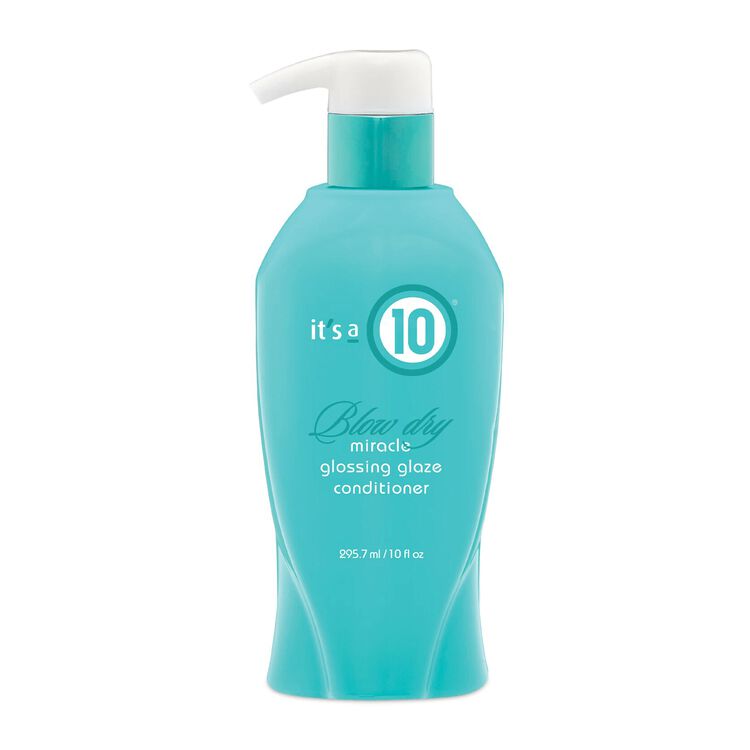 it's a 10®
Blow dry
miracle
glossing glaze
conditioner
295.7 ml / 10 fl oz